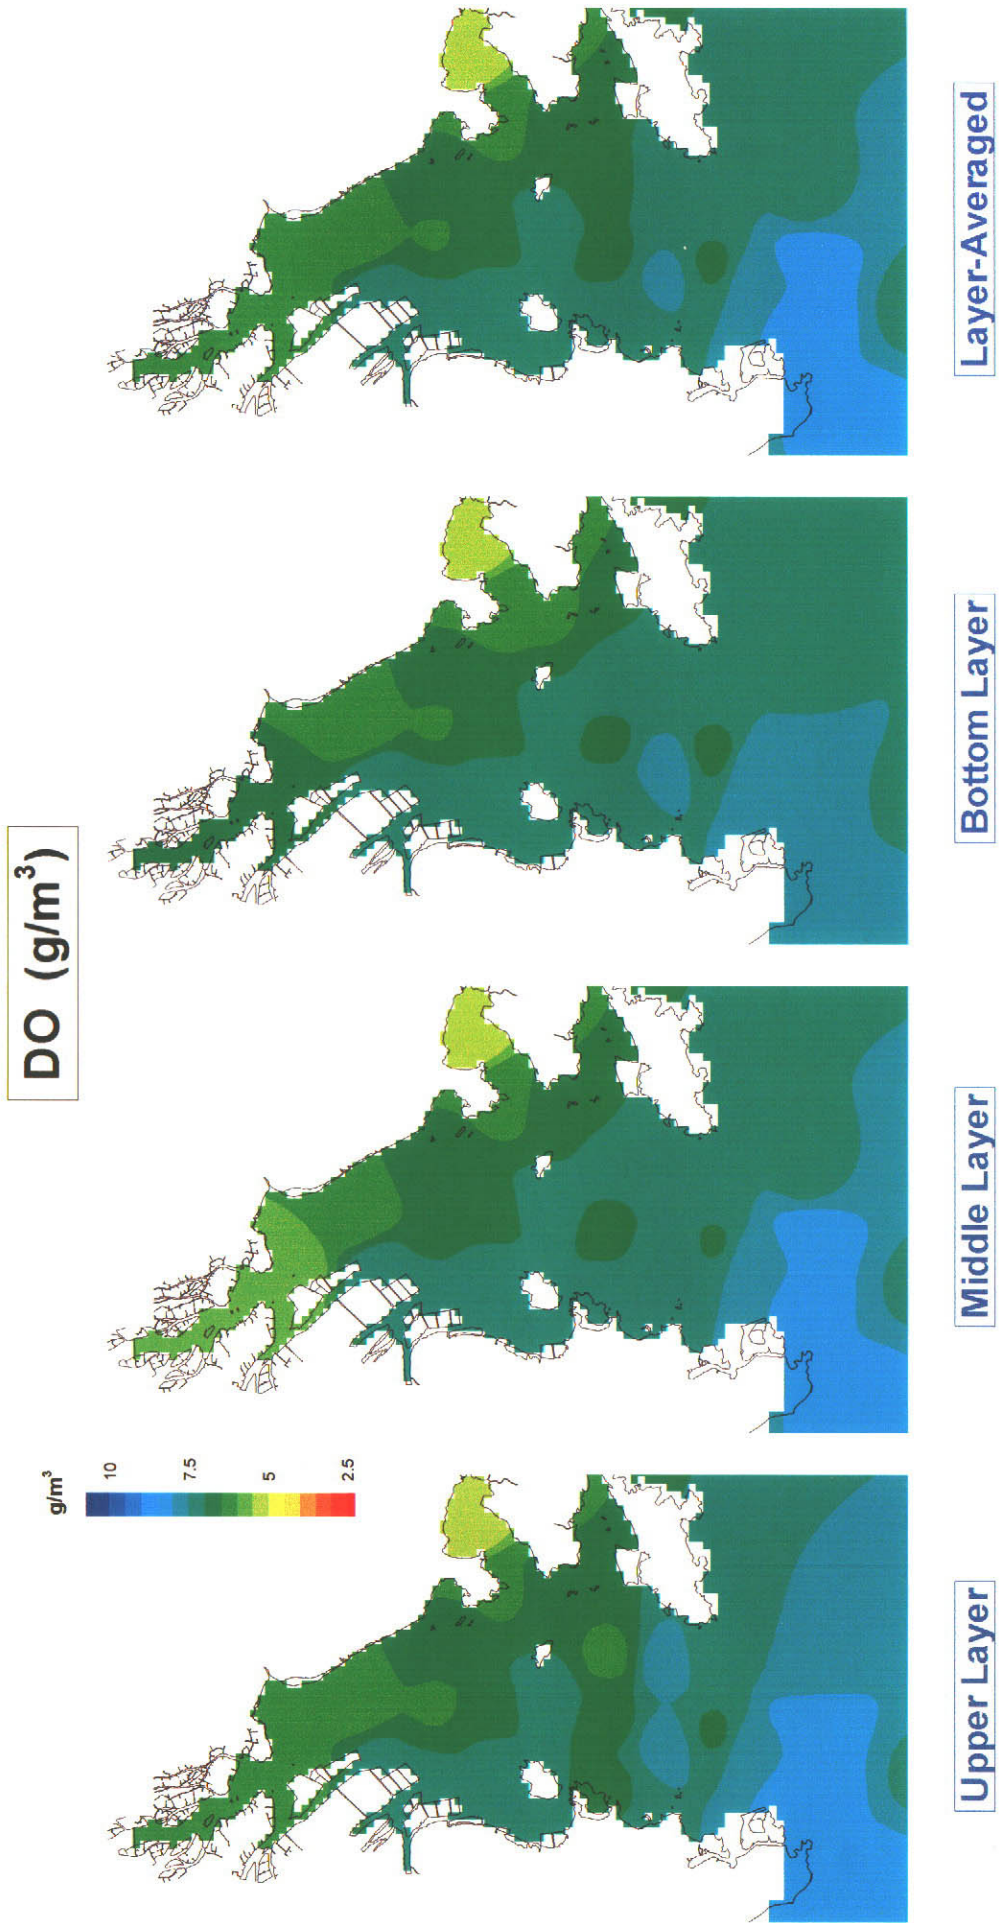 DO (g/m³)
g/m³
10
7.5
5
2.5
Upper Layer
Middle Layer
Bottom Layer
Layer-Averaged